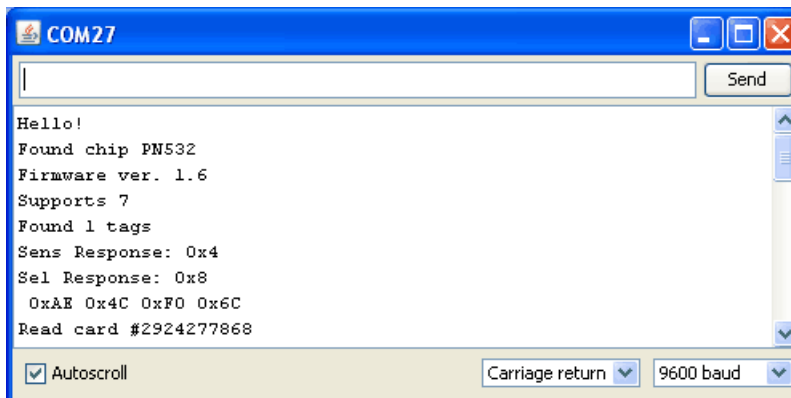 COM27
Send
Hello!
Found chip PN532
Firmware ver. 1.6
Supports 7
Found 1 tags
Sens Response: 0x4
Sel Response: 0x8
0xAE 0x4C 0xF0 0x6C
Read card #2924277868
Autoscroll
Carriage return
9600 baud